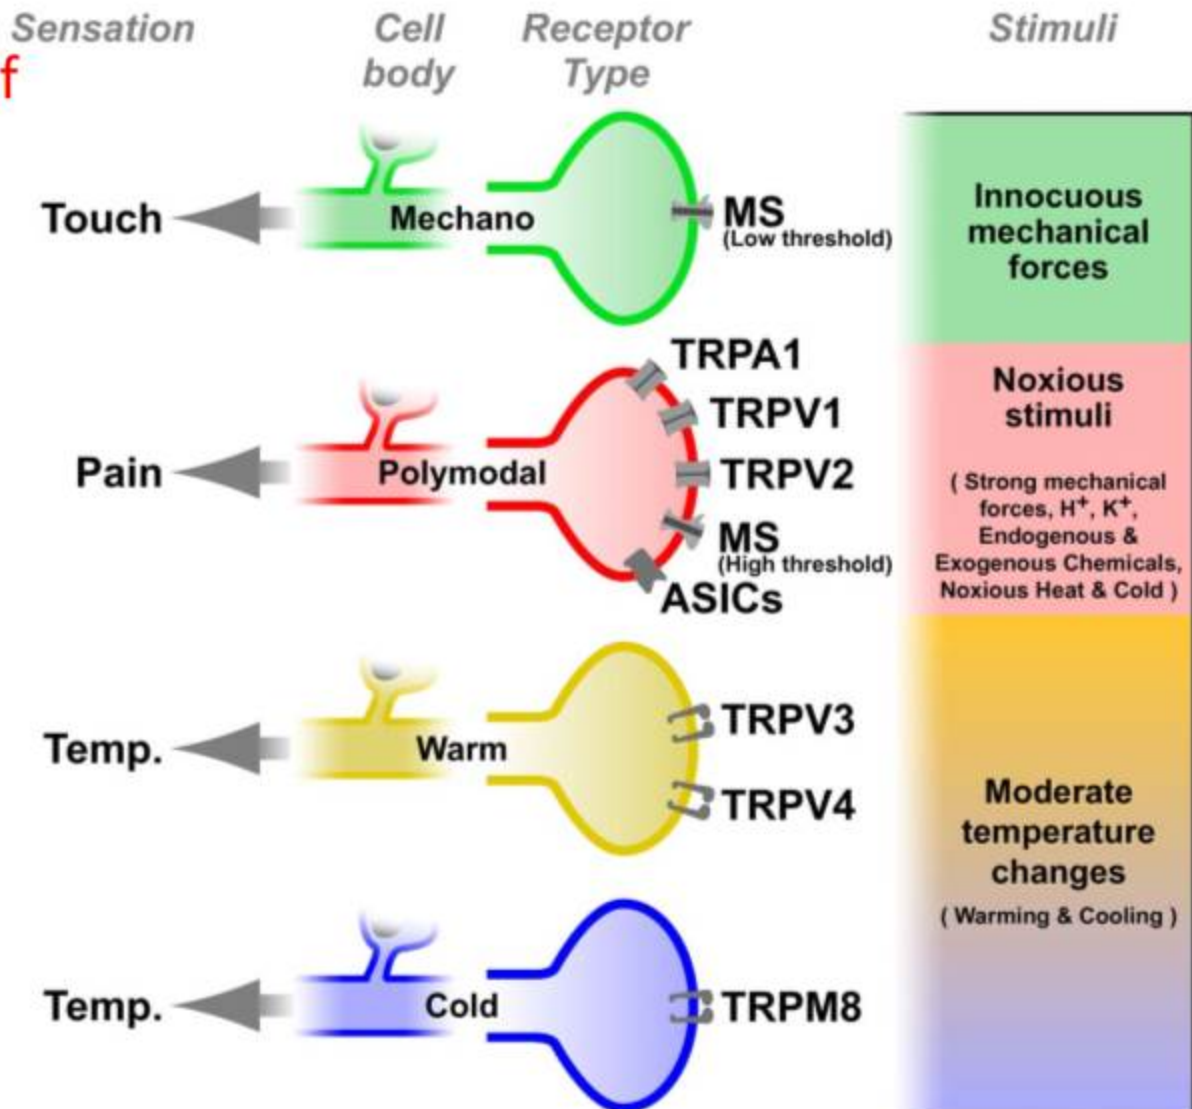 Sensation
Cell
body
Receptor
Type
Stimuli
f
Touch
Mechano
MS
(Low threshold)
Innocuous
mechanical
forces
Pain
Polymodal
TRPA1
TRPV1
TRPV2
MS
(High threshold)
ASICs
Noxious
stimuli
( Strong mechanical
forces, H⁺, K⁺,
Endogenous &
Exogenous Chemicals,
Noxious Heat & Cold )
Temp.
Warm
TRPV3
TRPV4
Moderate
temperature
changes
( Warming & Cooling )
Temp.
Cold
TRPM8